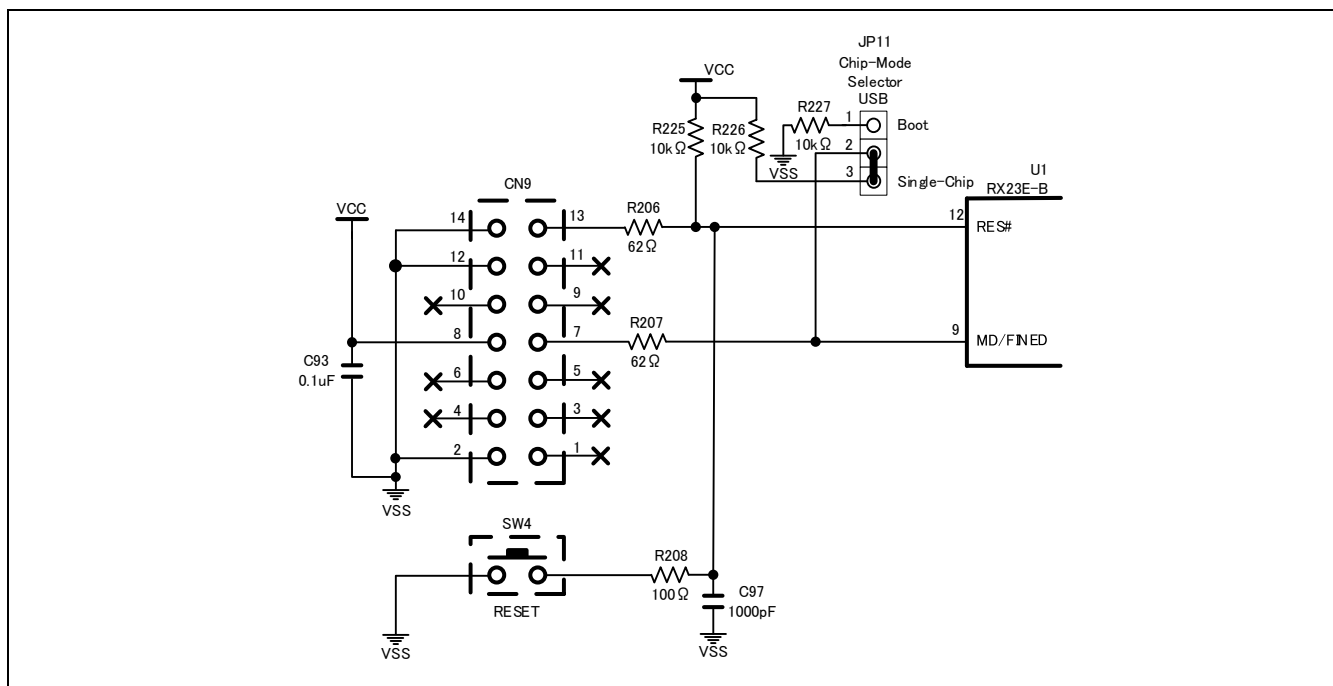 JP11
Chip-Mode
Selector
USB
VCC
R225
10kΩ
R226
10kΩ
R227
10kΩ
VSS
1
Boot
2
3
Single-Chip
U1
RX23E-B
12
RES#
9
MD/FINED
CN9
VCC
14
13
R206
62Ω
12
11
10
9
8
7
R207
62Ω
C93
0.1uF
6
5
4
3
2
1
VSS
SW4
RESET
R208
100Ω
C97
1000pF
VSS
VSS